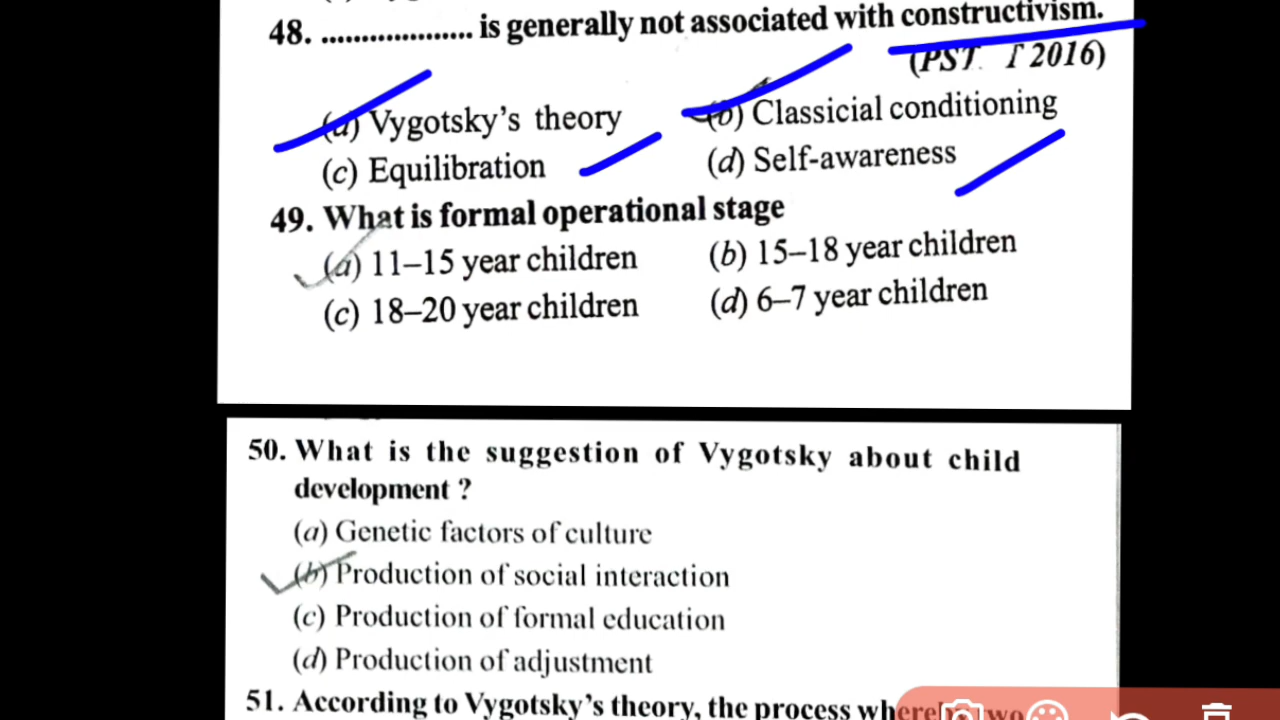 48. ................... is generally not associated with constructivism.
2016)
(a) Vygotsky's theory (b) Classicial conditioning
(c) Equilibration (d) Self-awareness
49. What is formal operational stage
(a) 11–15 year children (b) 15–18 year children
(c) 18–20 year children (d) 6–7 year children
50. What is the suggestion of Vygotsky about child
development ?
(a) Genetic factors of culture
(b) Production of social interaction
(c) Production of formal education
(d) Production of adjustment
51. According to Vygotsky's theory, the process whereby two